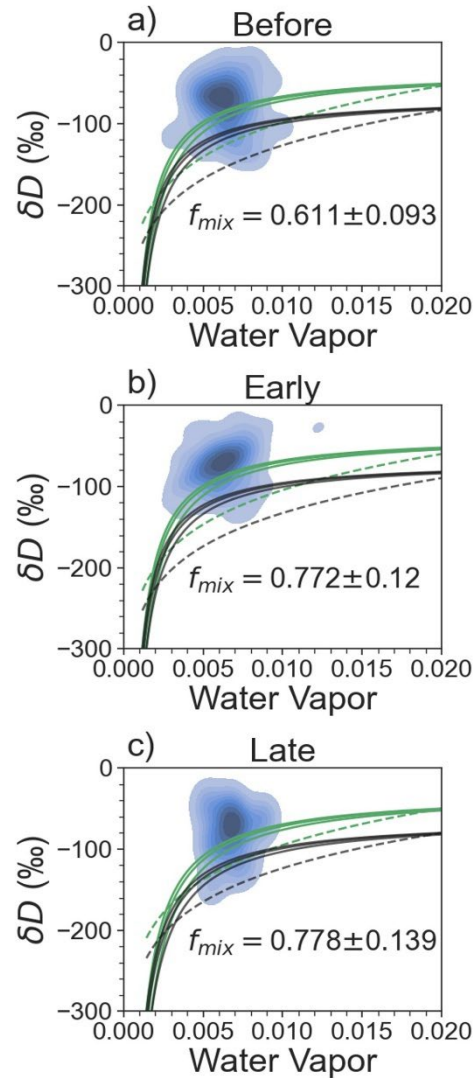 a) Before
0
−100
−200
−300
δD (‰)
f_mix = 0.611±0.093
0.000 0.005 0.010 0.015 0.020
Water Vapor
b) Early
0
−100
−200
−300
δD (‰)
f_mix = 0.772±0.12
0.000 0.005 0.010 0.015 0.020
Water Vapor
c) Late
0
−100
−200
−300
δD (‰)
f_mix = 0.778±0.139
0.000 0.005 0.010 0.015 0.020
Water Vapor